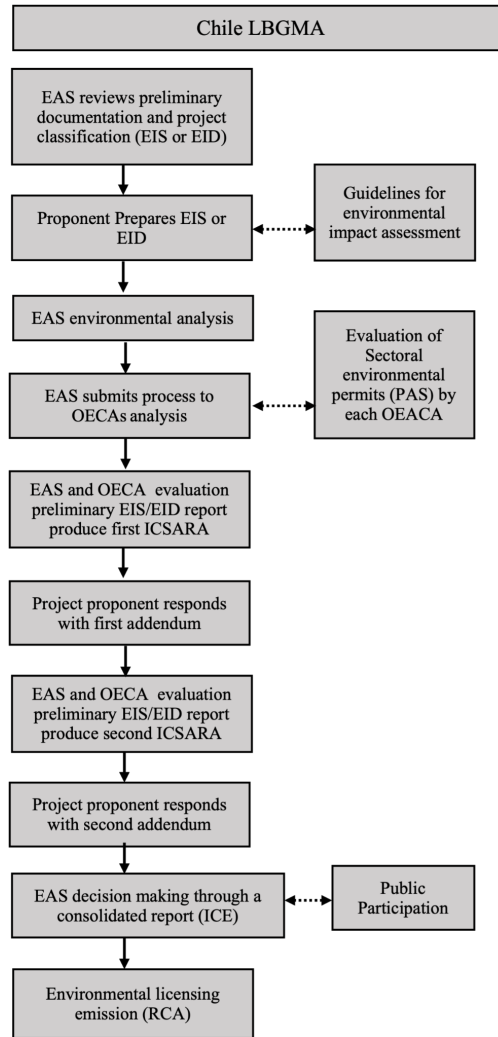 Chile LBGMA
EAS reviews preliminary
documentation and project
classification (EIS or EID)
Proponent Prepares EIS or
EID
Guidelines for
environmental
impact assessment
EAS environmental analysis
EAS submits process to
OECAs analysis
Evaluation of
Sectoral
environmental
permits (PAS) by
each OEACA
EAS and OECA evaluation
preliminary EIS/EID report
produce first ICSARA
Project proponent responds
with first addendum
EAS and OECA evaluation
preliminary EIS/EID report
produce second ICSARA
Project proponent responds
with second addendum
EAS decision making through a
consolidated report (ICE)
Public
Participation
Environmental licensing
emission (RCA)